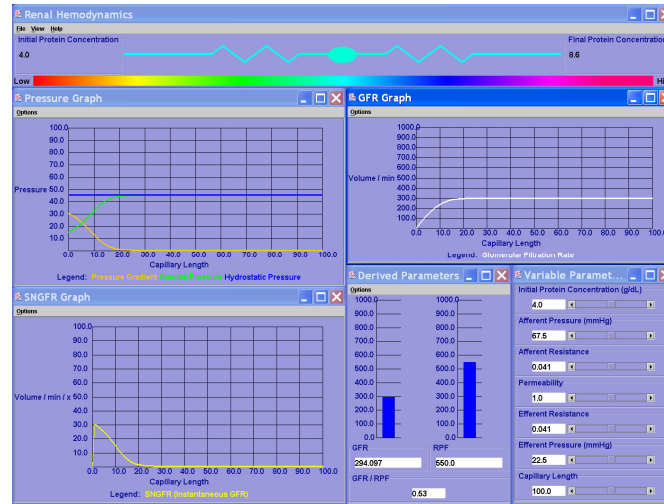 Renal Hemodynamics
File View Help
Initial Protein Concentration
4.0
Final Protein Concentration
8.6
Low
Hi
Pressure Graph
Options
100.0
90.0
80.0
70.0
60.0
Pressure 50.0
40.0
30.0
20.0
10.0
0.0 10.0 20.0 30.0 40.0 50.0 60.0 70.0 80.0 90.0 100.0
Capillary Length
Legend: Pressure Gradient Pressure Hydrostatic Pressure
GFR Graph
Options
1000.0
900.0
800.0
700.0
600.0
Volume / min 500.0
400.0
300.0
200.0
100.0
0.0 10.0 20.0 30.0 40.0 50.0 60.0 70.0 80.0 90.0 100.0
Capillary Length
Legend: Glomerular Filtration Rate
SNGFR Graph
Options
100.0
90.0
80.0
70.0
60.0
Volume / min / x 50.0
40.0
30.0
20.0
10.0
0.0 10.0 20.0 30.0 40.0 50.0 60.0 70.0 80.0 90.0 100.0
Capillary Length
Legend: SNGFR (Instantaneous GFR)
Derived Parameters
Options
1000.0 1000.0
900.0 900.0
800.0 800.0
700.0 700.0
600.0 600.0
500.0 500.0
400.0 400.0
300.0 300.0
200.0 200.0
100.0 100.0
0.0 0.0
GFR RPF
294.097 550.0
GFR / RPF
0.53
Variable Paramet...
Initial Protein Concentration (g/dL)
4.0
Afferent Pressure (mmHg)
67.5
Afferent Resistance
0.041
Permeability
1.0
Efferent Resistance
0.041
Efferent Pressure (mmHg)
22.5
Capillary Length
100.0